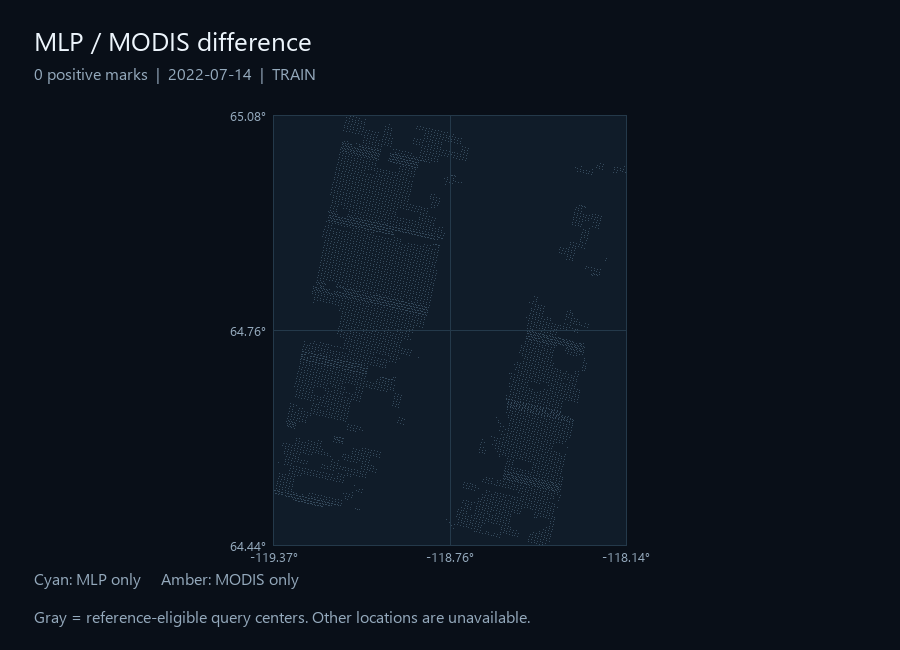 MLP / MODIS difference
0 positive marks | 2022-07-14 | TRAIN
65.08°
64.76°
64.44°
-119.37° -118.76° -118.14°
Cyan: MLP only Amber: MODIS only
Gray = reference-eligible query centers. Other locations are unavailable.